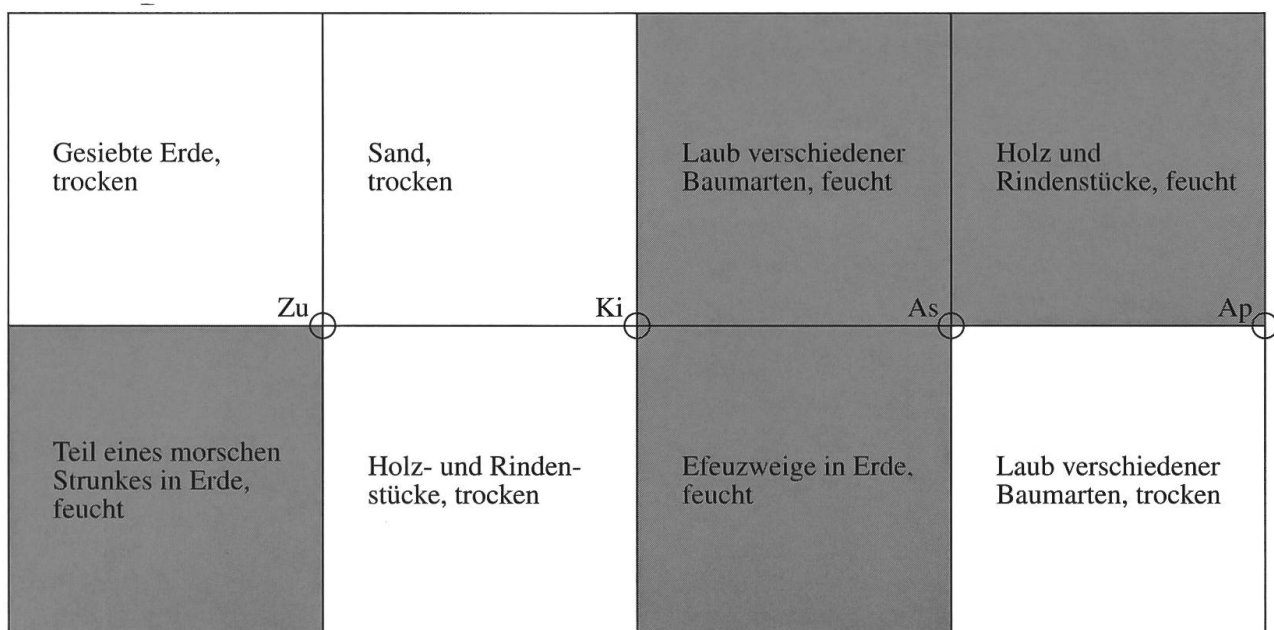 Gesiebte Erde,
trocken
Sand,
trocken
Laub verschiedener
Baumarten, feucht
Holz und
Rindenstücke, feucht
Zu
Ki
As
Ap
Teil eines morschen
Strunkes in Erde,
feucht
Holz- und Rinden-
stücke, trocken
Efeuzweige in Erde,
feucht
Laub verschiedener
Baumarten, trocken